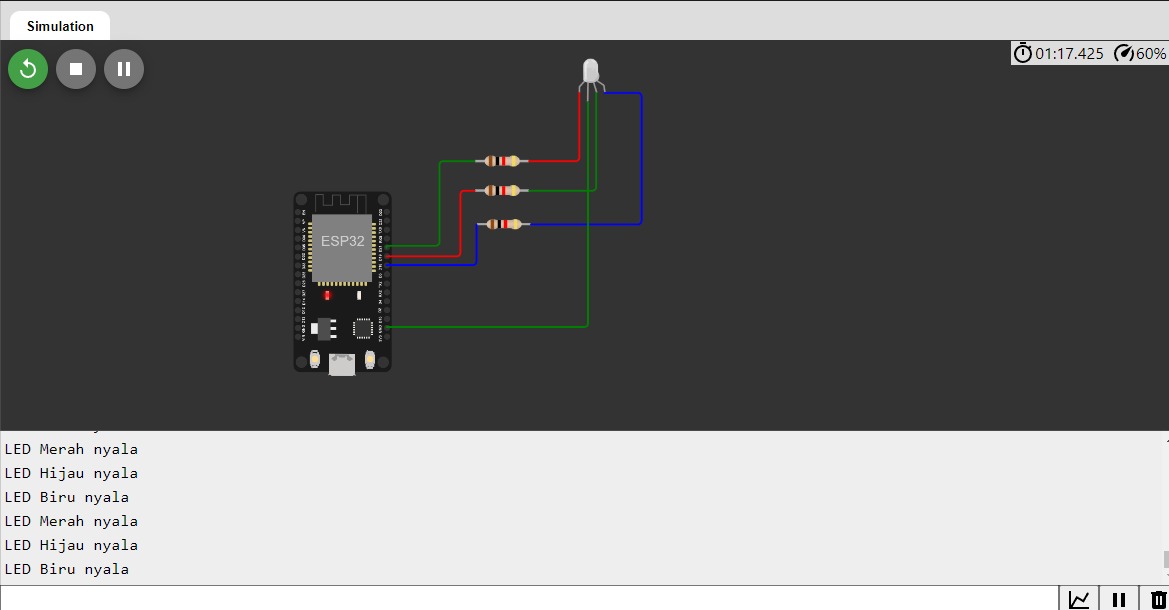 Simulation
01:17.425 60%
ESP32
LED Merah nyala
LED Hijau nyala
LED Biru nyala
LED Merah nyala
LED Hijau nyala
LED Biru nyala